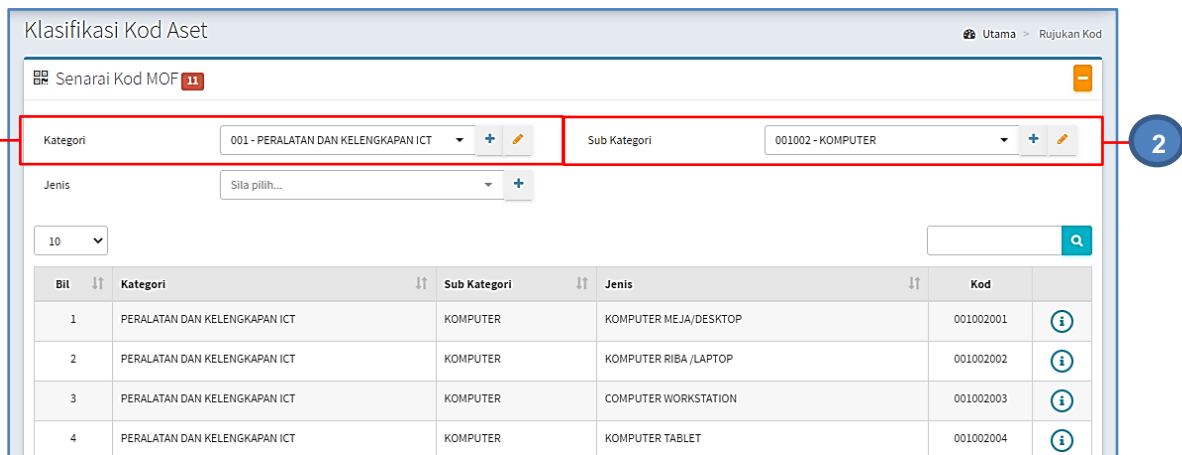 Klasifikasi Kod Aset
Utama > Rujukan Kod
Senarai Kod MOF 11
Kategori 001 - PERALATAN DAN KELENGKAPAN ICT Sub Kategori 001002 - KOMPUTER
2
Jenis Sila pilih...
10
Bil Kategori Sub Kategori Jenis Kod
1 PERALATAN DAN KELENGKAPAN ICT KOMPUTER KOMPUTER MEJA/DESKTOP 001002001
2 PERALATAN DAN KELENGKAPAN ICT KOMPUTER KOMPUTER RIBA /LAPTOP 001002002
3 PERALATAN DAN KELENGKAPAN ICT KOMPUTER COMPUTER WORKSTATION 001002003
4 PERALATAN DAN KELENGKAPAN ICT KOMPUTER KOMPUTER TABLET 001002004